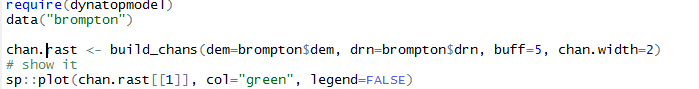 require(dynatopmodel)
data("brompton")
chan.rast <- build_chans(dem=brompton$dem, drn=brompton$drn, buff=5, chan.width=2)
# show it
sp::plot(chan.rast[[1]], col="green", legend=FALSE)